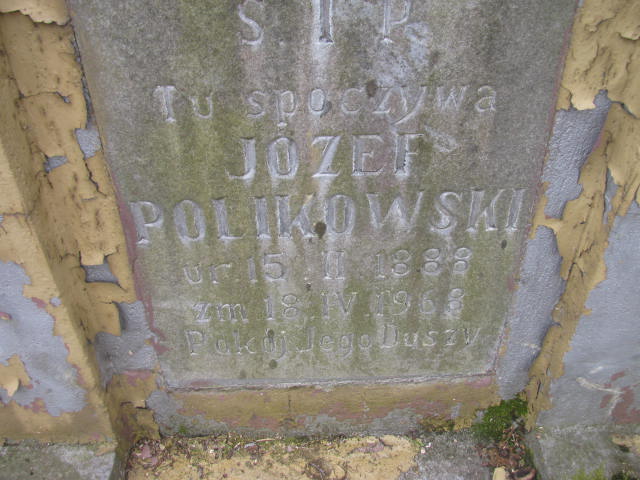 Ś. † P.
Tu spoczywa
JÓZEF
POLIKOWSKI
ur 15.II.1888
zm 18.IV.1968
Pokój Jego Duszy